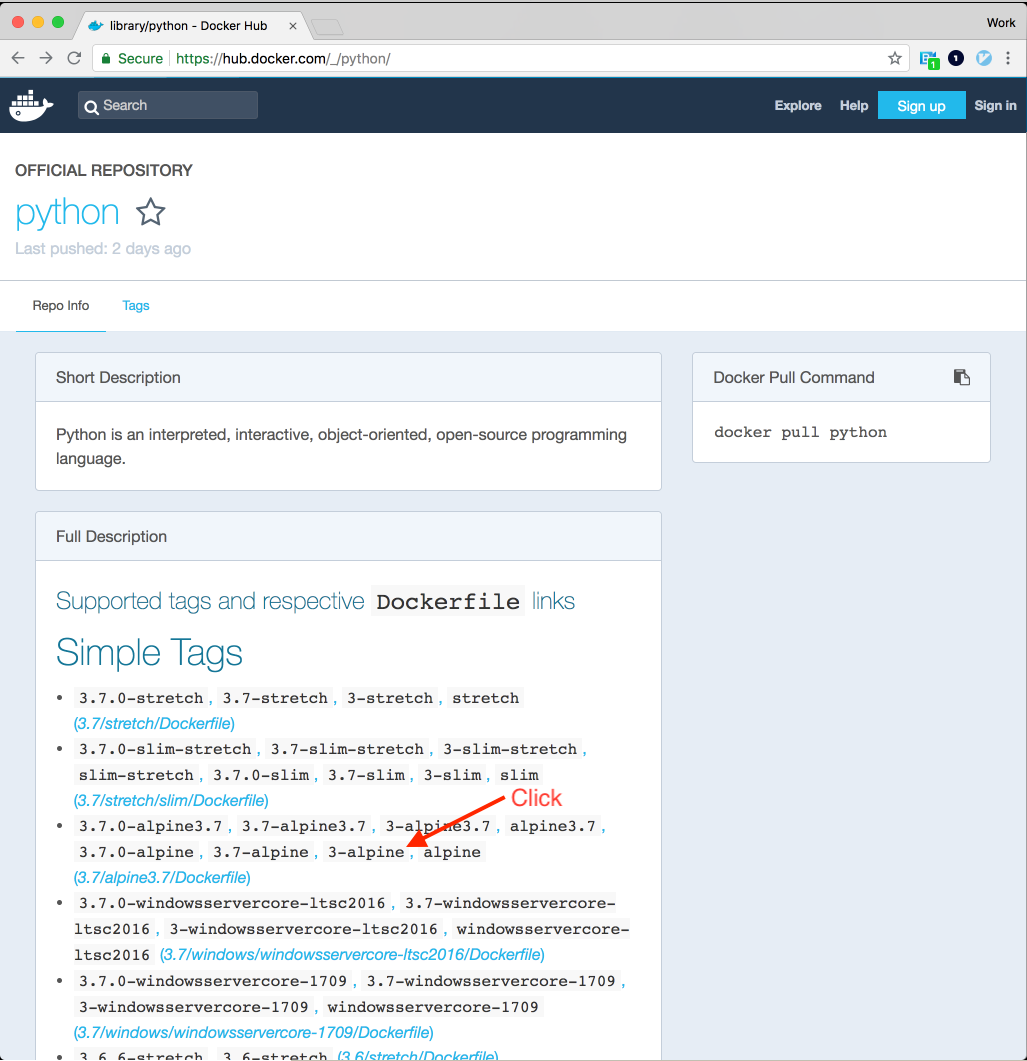 library/python - Docker Hub
Work
Secure https://hub.docker.com/_/python/
1
1
Search
Explore Help Sign up Sign in
OFFICIAL REPOSITORY
python
Last pushed: 2 days ago
Repo Info Tags
Short Description
Python is an interpreted, interactive, object-oriented, open-source programming
language.
Docker Pull Command
docker pull python
Full Description
Supported tags and respective Dockerfile links
Simple Tags
• 3.7.0-stretch, 3.7-stretch, 3-stretch, stretch
(3.7/stretch/Dockerfile)
• 3.7.0-slim-stretch, 3.7-slim-stretch, 3-slim-stretch,
slim-stretch, 3.7.0-slim, 3.7-slim, 3-slim, slim
(3.7/stretch/slim/Dockerfile)
Click
• 3.7.0-alpine3.7, 3.7-alpine3.7, 3-alpine3.7, alpine3.7,
3.7.0-alpine, 3.7-alpine, 3-alpine, alpine
(3.7/alpine3.7/Dockerfile)
• 3.7.0-windowsservercore-ltsc2016, 3.7-windowsservercore-
ltsc2016, 3-windowsservercore-ltsc2016, windowsservercore-
ltsc2016 (3.7/windows/windowsservercore-ltsc2016/Dockerfile)
• 3.7.0-windowsservercore-1709, 3.7-windowsservercore-1709,
3-windowsservercore-1709, windowsservercore-1709
(3.7/windows/windowsservercore-1709/Dockerfile)
• 3.6.6-stretch, 3.6-stretch (3.6/stretch/Dockerfile)